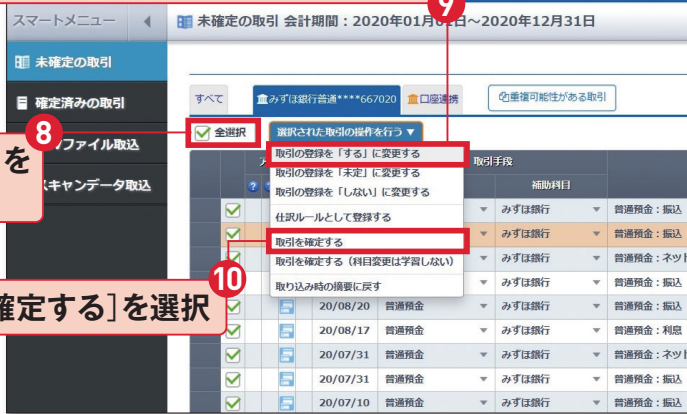 スマートメニュー
未確定の取引 会計期間：2020年01月01日～2020年12月31日
9
未確定の取引
確定済みの取引
ファイル取込
スキャンデータ取込
8
を
すべて
みずほ銀行普通****667020
口座連携
重複可能性がある取引
全選択
選択された取引の操作を行う ▼
取引の登録を「する」に変更する
取引の登録を「未定」に変更する
取引の登録を「しない」に変更する
仕訳ルールとして登録する
取引を確定する
取引を確定する（科目変更は学習しない）
取り込み時の摘要に戻す
10
確定する］を選択
取引手段
補助科目
みずほ銀行 普通預金：振込
みずほ銀行 普通預金：振込
みずほ銀行 普通預金：ネット
みずほ銀行 普通預金：振込
20/08/20 普通預金 みずほ銀行 普通預金：振込
20/08/17 普通預金 みずほ銀行 普通預金：利息
20/07/31 普通預金 みずほ銀行 普通預金：ネット
20/07/31 普通預金 みずほ銀行 普通預金：振込
20/07/10 普通預金 みずほ銀行 普通預金：振込